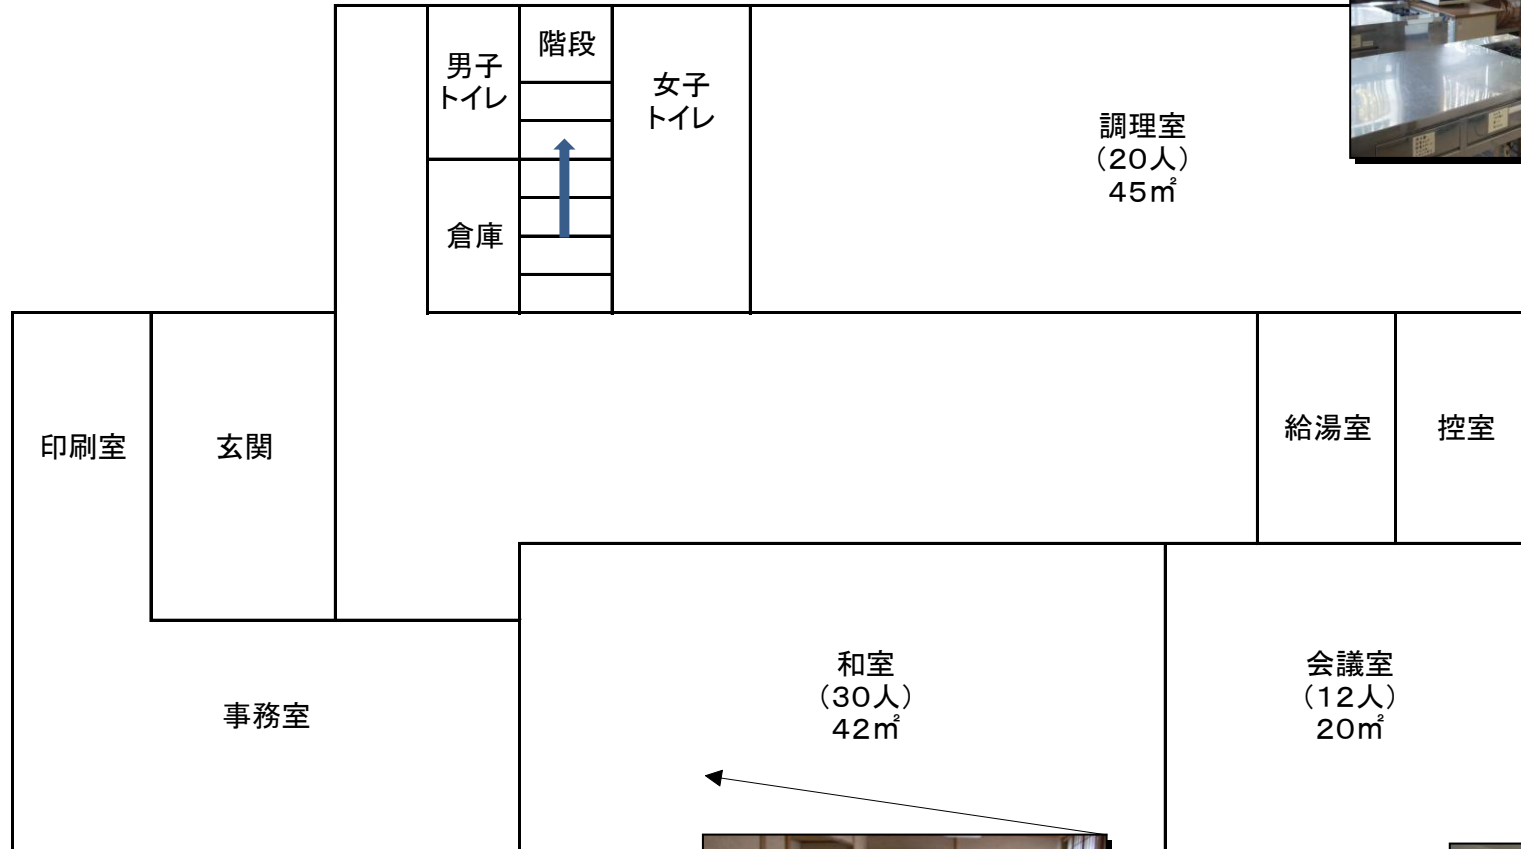 階段
男子
トイレ
女子
トイレ
調理室
（20人）
45㎡
倉庫
印刷室
玄関
給湯室
控室
和室
（30人）
42㎡
会議室
（12人）
20㎡
事務室